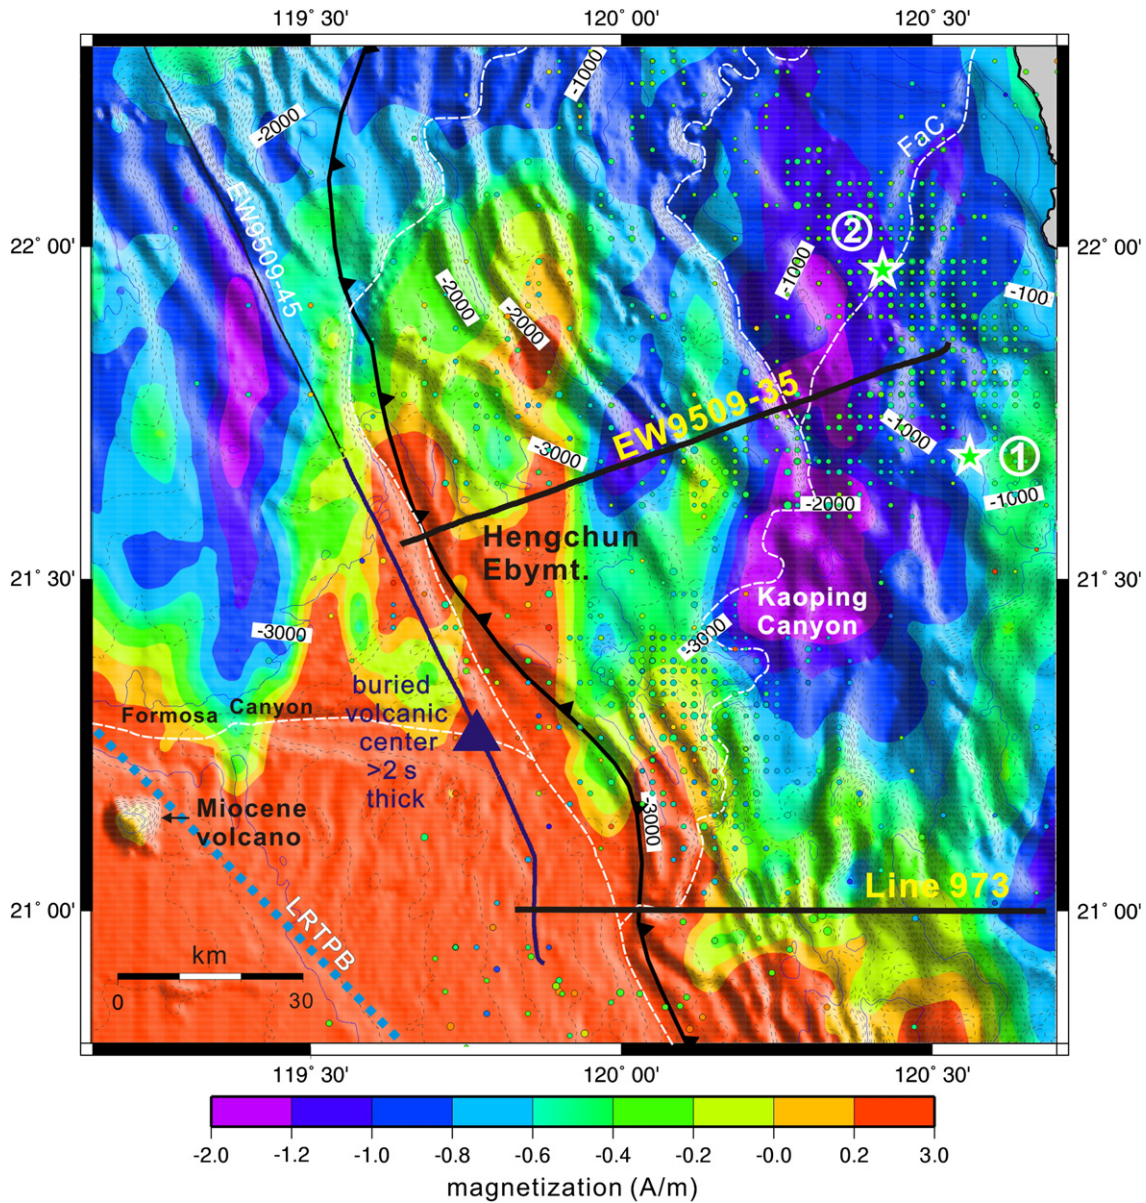 119˚ 30'
120˚ 00'
120˚ 30'
-1000
-2000
FaC
EW9509-45
22˚ 00'
22˚ 00'
2
-1000
-2000
-100
-2000
EW9509-35
-1000
-3000
1
-2000
-1000
Hengchun
Ebymt.
21˚ 30'
21˚ 30'
Kaoping
Canyon
-3000
-3000
buried
volcanic
center
>2 s
thick
Formosa Canyon
Miocene
volcano
-3000
Line 973
21˚ 00'
21˚ 00'
LRTPB
km
0
30
119˚ 30'
120˚ 00'
120˚ 30'
-2.0 -1.2 -1.0 -0.8 -0.6 -0.4 -0.2 -0.0 0.2 3.0
magnetization (A/m)